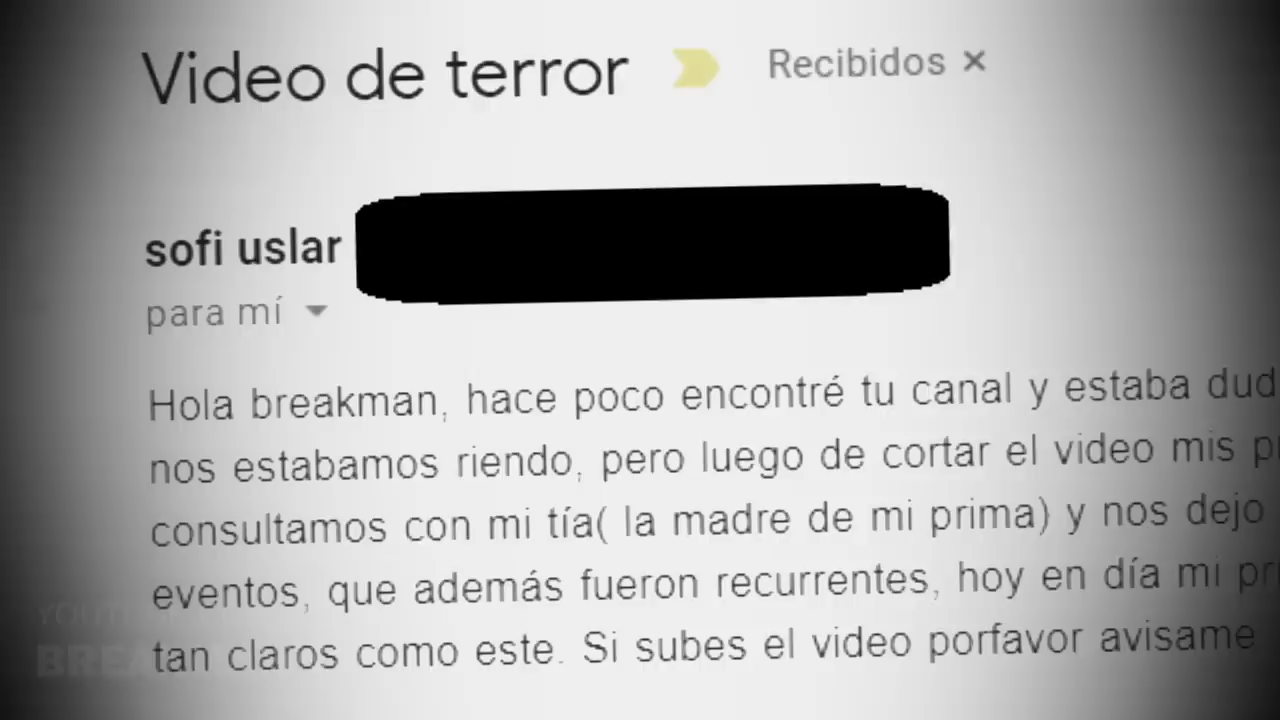 Video de terror Recibidos ×
sofi uslar
para mí
Hola breakman, hace poco encontré tu canal y estaba
nos estabamos riendo, pero luego de cortar el video mis
consultamos con mi tía( la madre de mi prima) y nos dejo
eventos, que además fueron recurrentes, hoy en día mi
tan claros como este. Si subes el video porfavor avisame